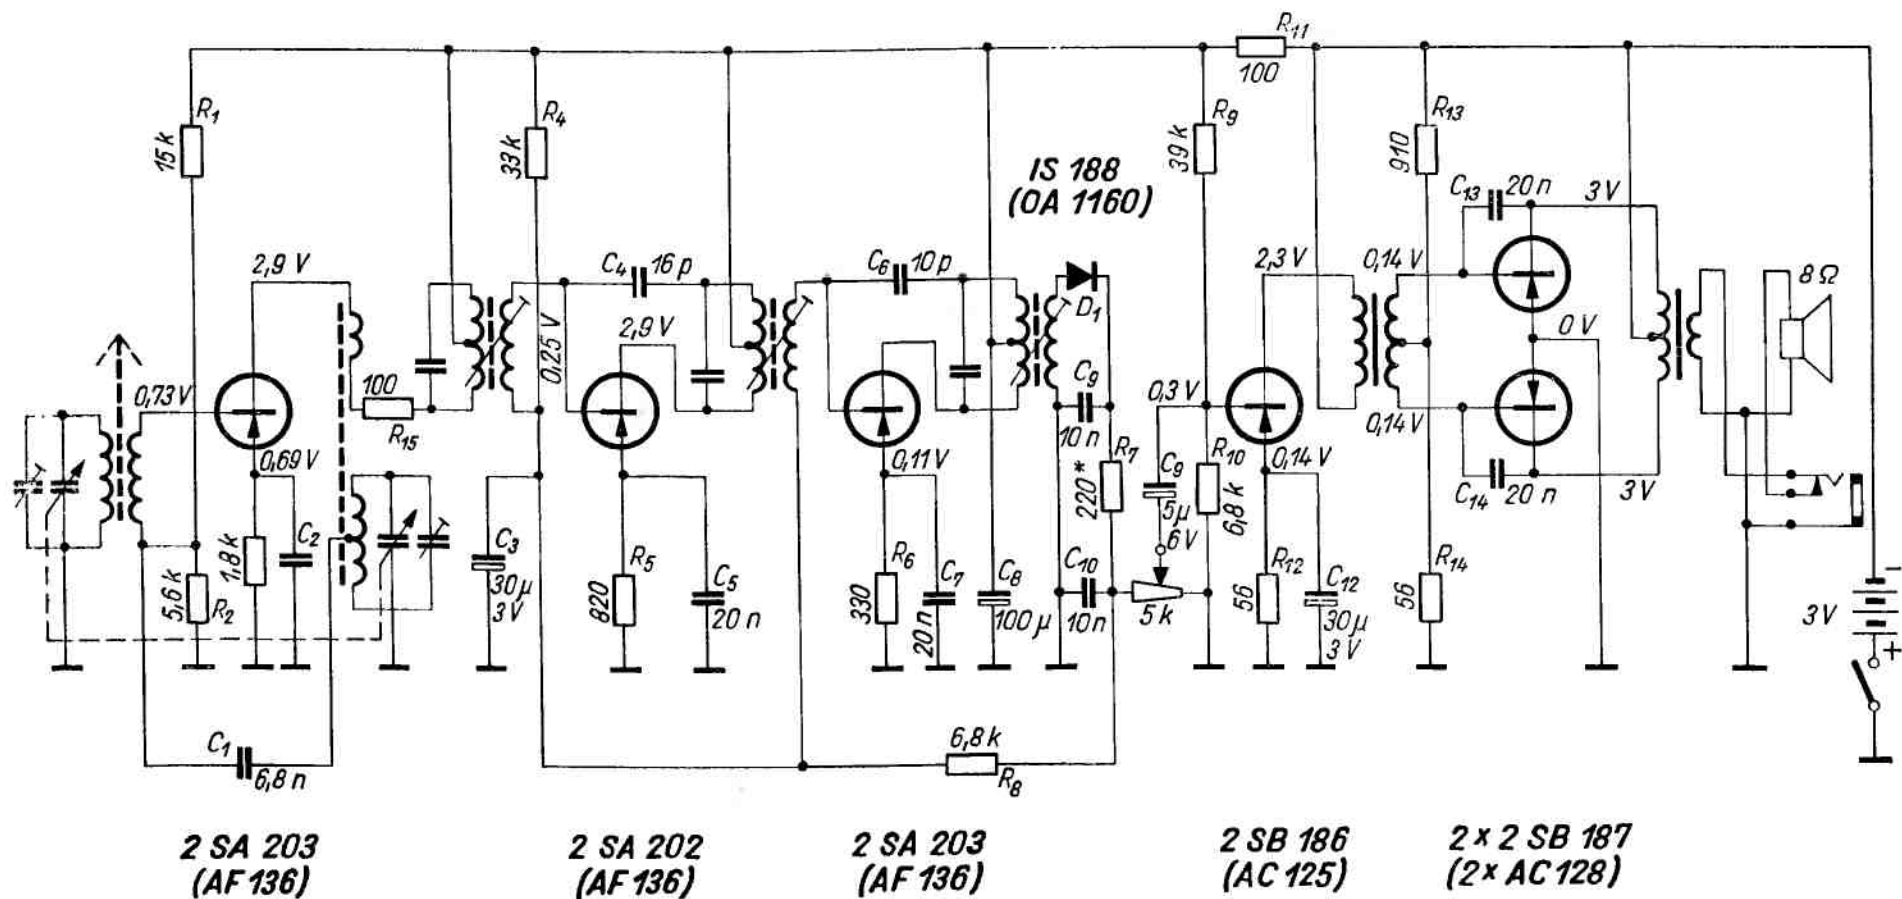 R11
100
R1
15 k
R4
33 k
R9
39 k
R13
910
IS 188
(OA 1160)
C13
20 n
3 V
2,9 V
C4
16 p
C6
10 p
D1
2,3 V
0,14 V
8 Ω
0,25 V
2,9 V
0 V
0,73 V
100
R15
C9
10 n
0,3 V
0,14 V
0,69 V
0,11 V
R7
220*
C9
5 μ
6 V
R10
6,8 k
0,14 V
C14
20 n
3 V
5,6 k
R2
1,8 k
C2
C3
30 μ
3 V
R5
820
C5
20 n
R6
330
C7
20 n
C8
100 μ
C10
10 n
5 k
R12
56
C12
30 μ
3 V
R14
56
3 V
−
+
C1
6,8 n
6,8 k
R8
2 SA 203
(AF 136)
2 SA 202
(AF 136)
2 SA 203
(AF 136)
2 SB 186
(AC 125)
2 × 2 SB 187
(2× AC 128)